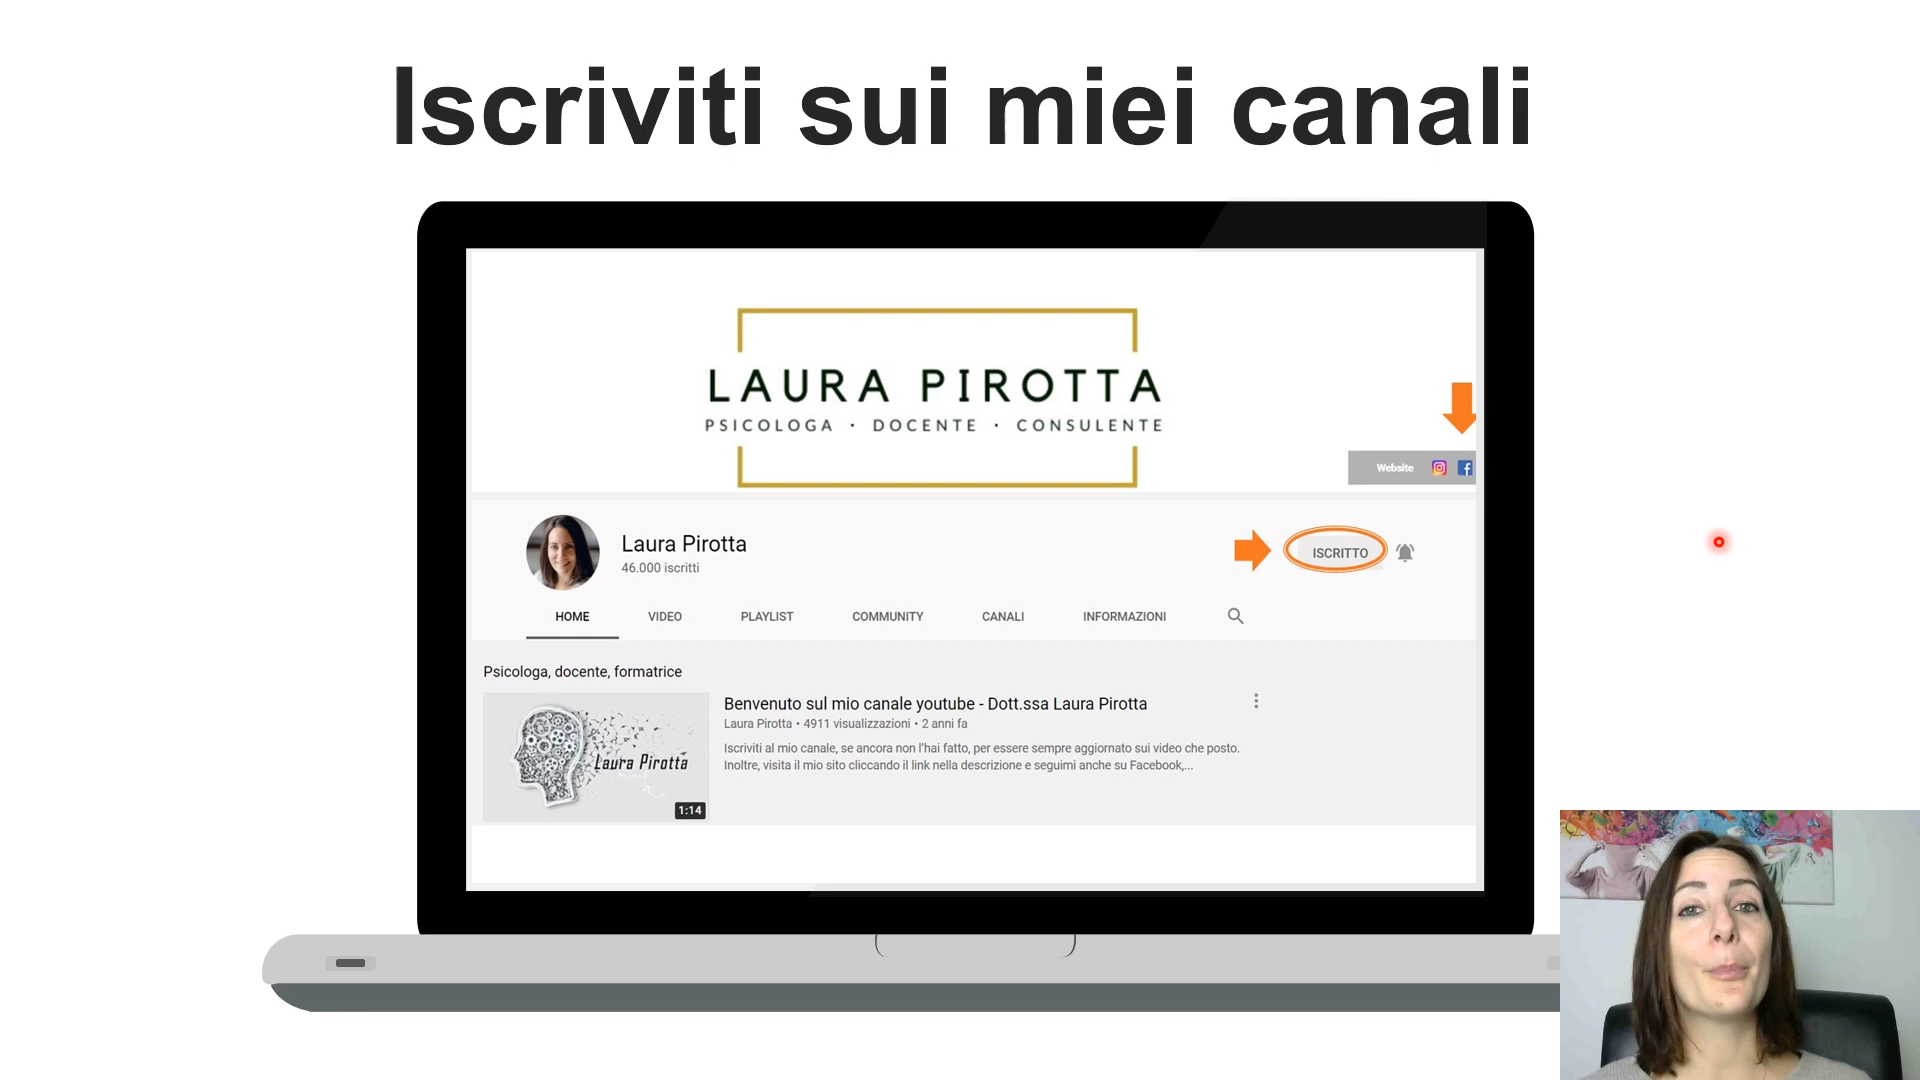 Iscriviti sui miei canali
LAURA PIROTTA
PSICOLOGA · DOCENTE · CONSULENTE
Website
Laura Pirotta
46.000 iscritti
ISCRITTO
HOME VIDEO PLAYLIST COMMUNITY CANALI INFORMAZIONI
Psicologa, docente, formatrice
Benvenuto sul mio canale youtube - Dott.ssa Laura Pirotta
Laura Pirotta • 4911 visualizzazioni • 2 anni fa
Iscriviti al mio canale, se ancora non l'hai fatto, per essere sempre aggiornato sui video che posto.
Inoltre, visita il mio sito cliccando il link nella descrizione e seguimi anche su Facebook,...
Laura Pirotta
1:14